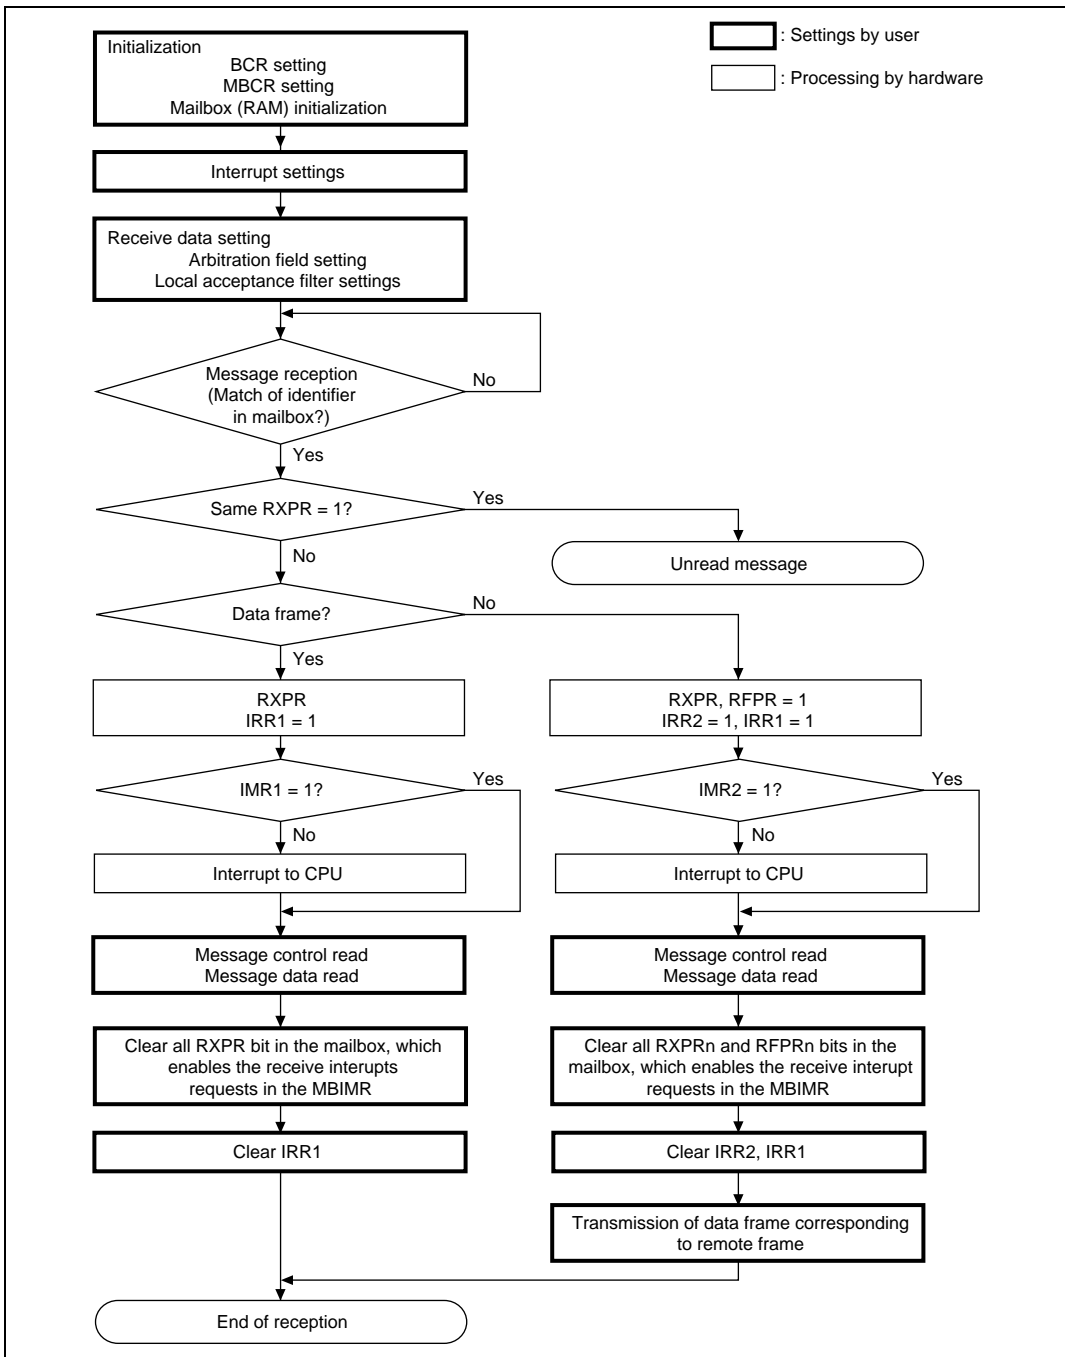 Initialization
BCR setting
MBCR setting
Mailbox (RAM) initialization
: Settings by user
: Processing by hardware
Interrupt settings
Receive data setting
Arbitration field setting
Local acceptance filter settings
Message reception
(Match of identifier
in mailbox?)
No
Yes
Same RXPR = 1?
Yes
No
Unread message
Data frame?
No
Yes
RXPR
IRR1 = 1
RXPR, RFPR = 1
IRR2 = 1, IRR1 = 1
IMR1 = 1?
Yes
No
IMR2 = 1?
Yes
No
Interrupt to CPU
Interrupt to CPU
Message control read
Message data read
Message control read
Message data read
Clear all RXPR bit in the mailbox, which
enables the receive interupts
requests in the MBIMR
Clear all RXPRn and RFPRn bits in the
mailbox, which enables the receive interrupt
requests in the MBIMR
Clear IRR1
Clear IRR2, IRR1
Transmission of data frame corresponding
to remote frame
End of reception